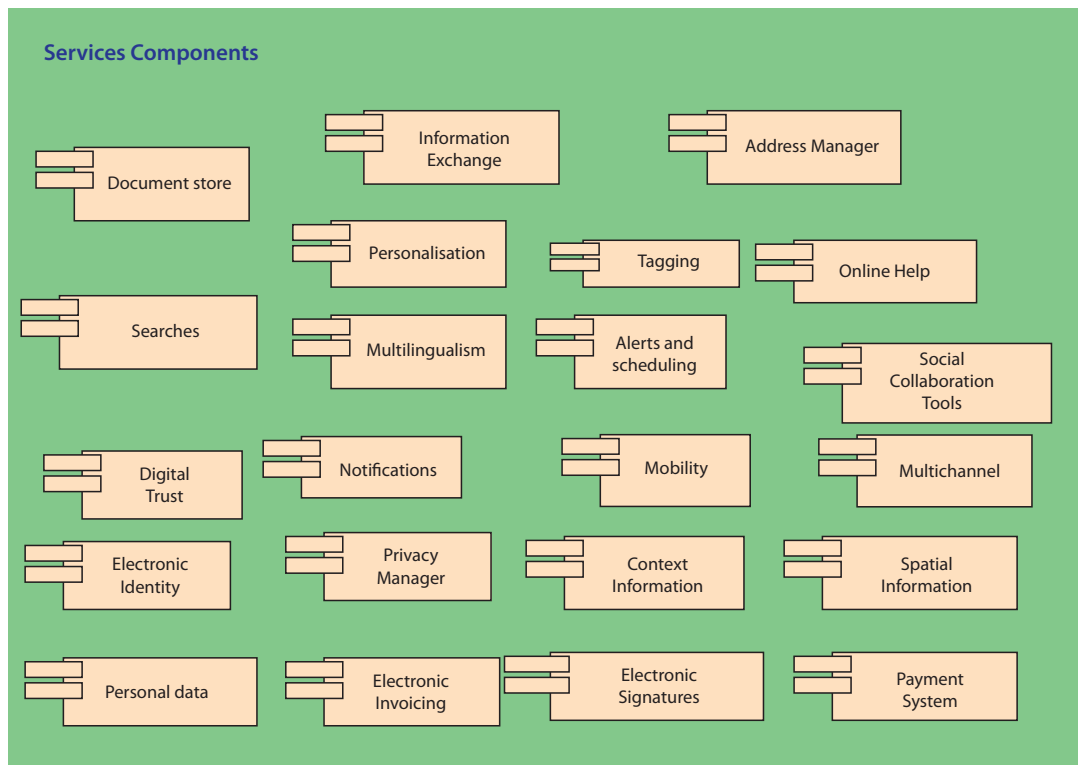 Services Components
Information
Exchange
Address Manager
Document store
Personalisation
Tagging
Online Help
Searches
Multilingualism
Alerts and
scheduling
Social
Collaboration
Tools
Digital
Trust
Notifications
Mobility
Multichannel
Electronic
Identity
Privacy
Manager
Context
Information
Spatial
Information
Personal data
Electronic
Invoicing
Electronic
Signatures
Payment
System